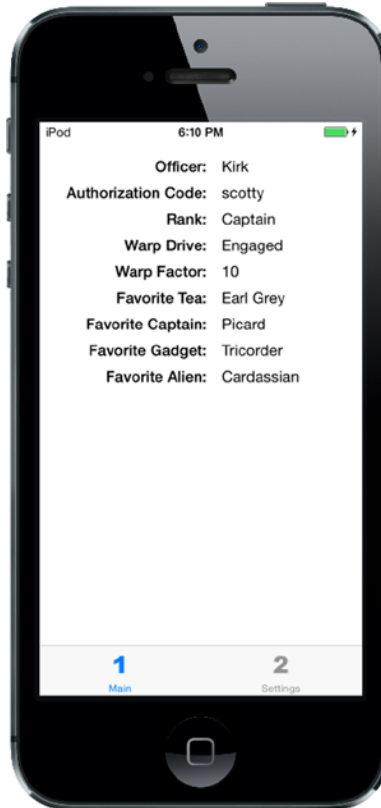 iPod 6:10 PM
Officer: Kirk
Authorization Code: scotty
Rank: Captain
Warp Drive: Engaged
Warp Factor: 10
Favorite Tea: Earl Grey
Favorite Captain: Picard
Favorite Gadget: Tricorder
Favorite Alien: Cardassian
1 2
Main Settings